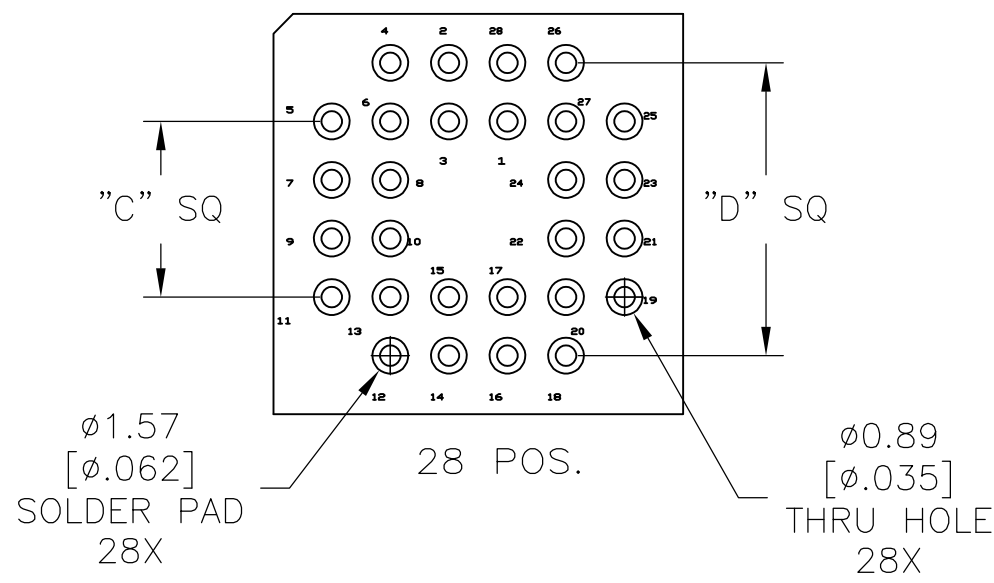 4 2 28 26
5 6 27 25
3 1
7 8 24 23
"C" SQ
"D" SQ
9 10 22 21
15 17
11 13 20 19
12 14 16 18
28 POS.
ø1.57
[ø.062]
SOLDER PAD
28X
ø0.89
[ø.035]
THRU HOLE
28X